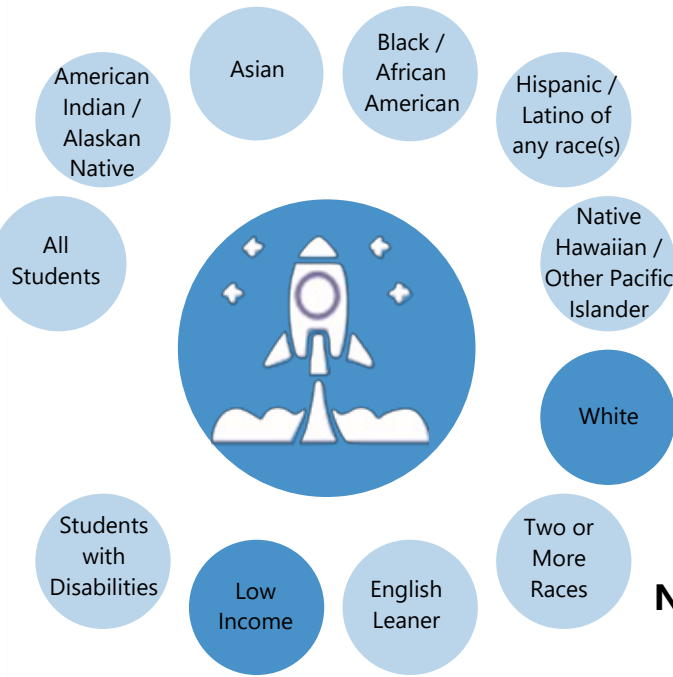 All
Students
American
Indian /
Alaskan
Native
Asian
Black /
African
American
Hispanic /
Latino of
any race(s)
Native
Hawaiian /
Other Pacific
Islander
White
Two or
More
Races
English
Leaner
Low
Income
Students
with
Disabilities
N